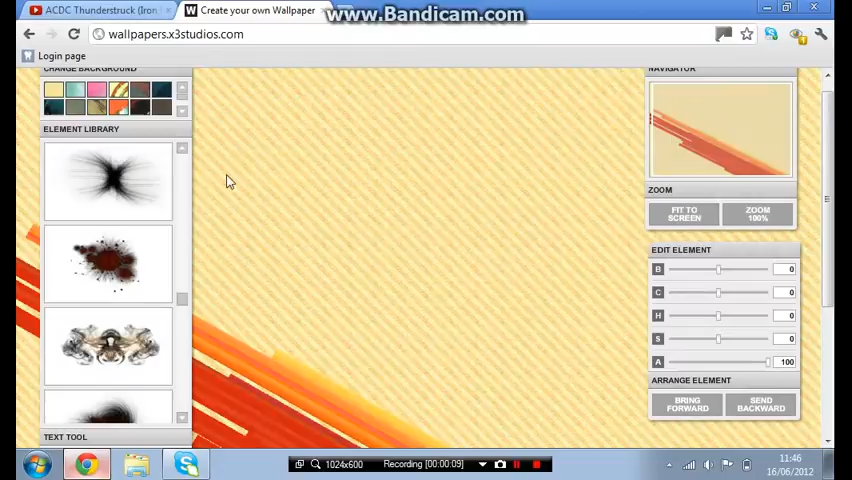 ACDC Thunderstruck (Iron
Create your own Wallpaper
www.Bandicam.com
wallpapers.x3studios.com
Login page
CHANGE BACKGROUND
NAVIGATOR
ELEMENT LIBRARY
ZOOM
FIT TO
SCREEN
ZOOM
100%
EDIT ELEMENT
B 0
C 0
H 0
S 0
A 100
ARRANGE ELEMENT
BRING
FORWARD
SEND
BACKWARD
TEXT TOOL
1024x600
Recording [00:00:09]
11:46
16/06/2012